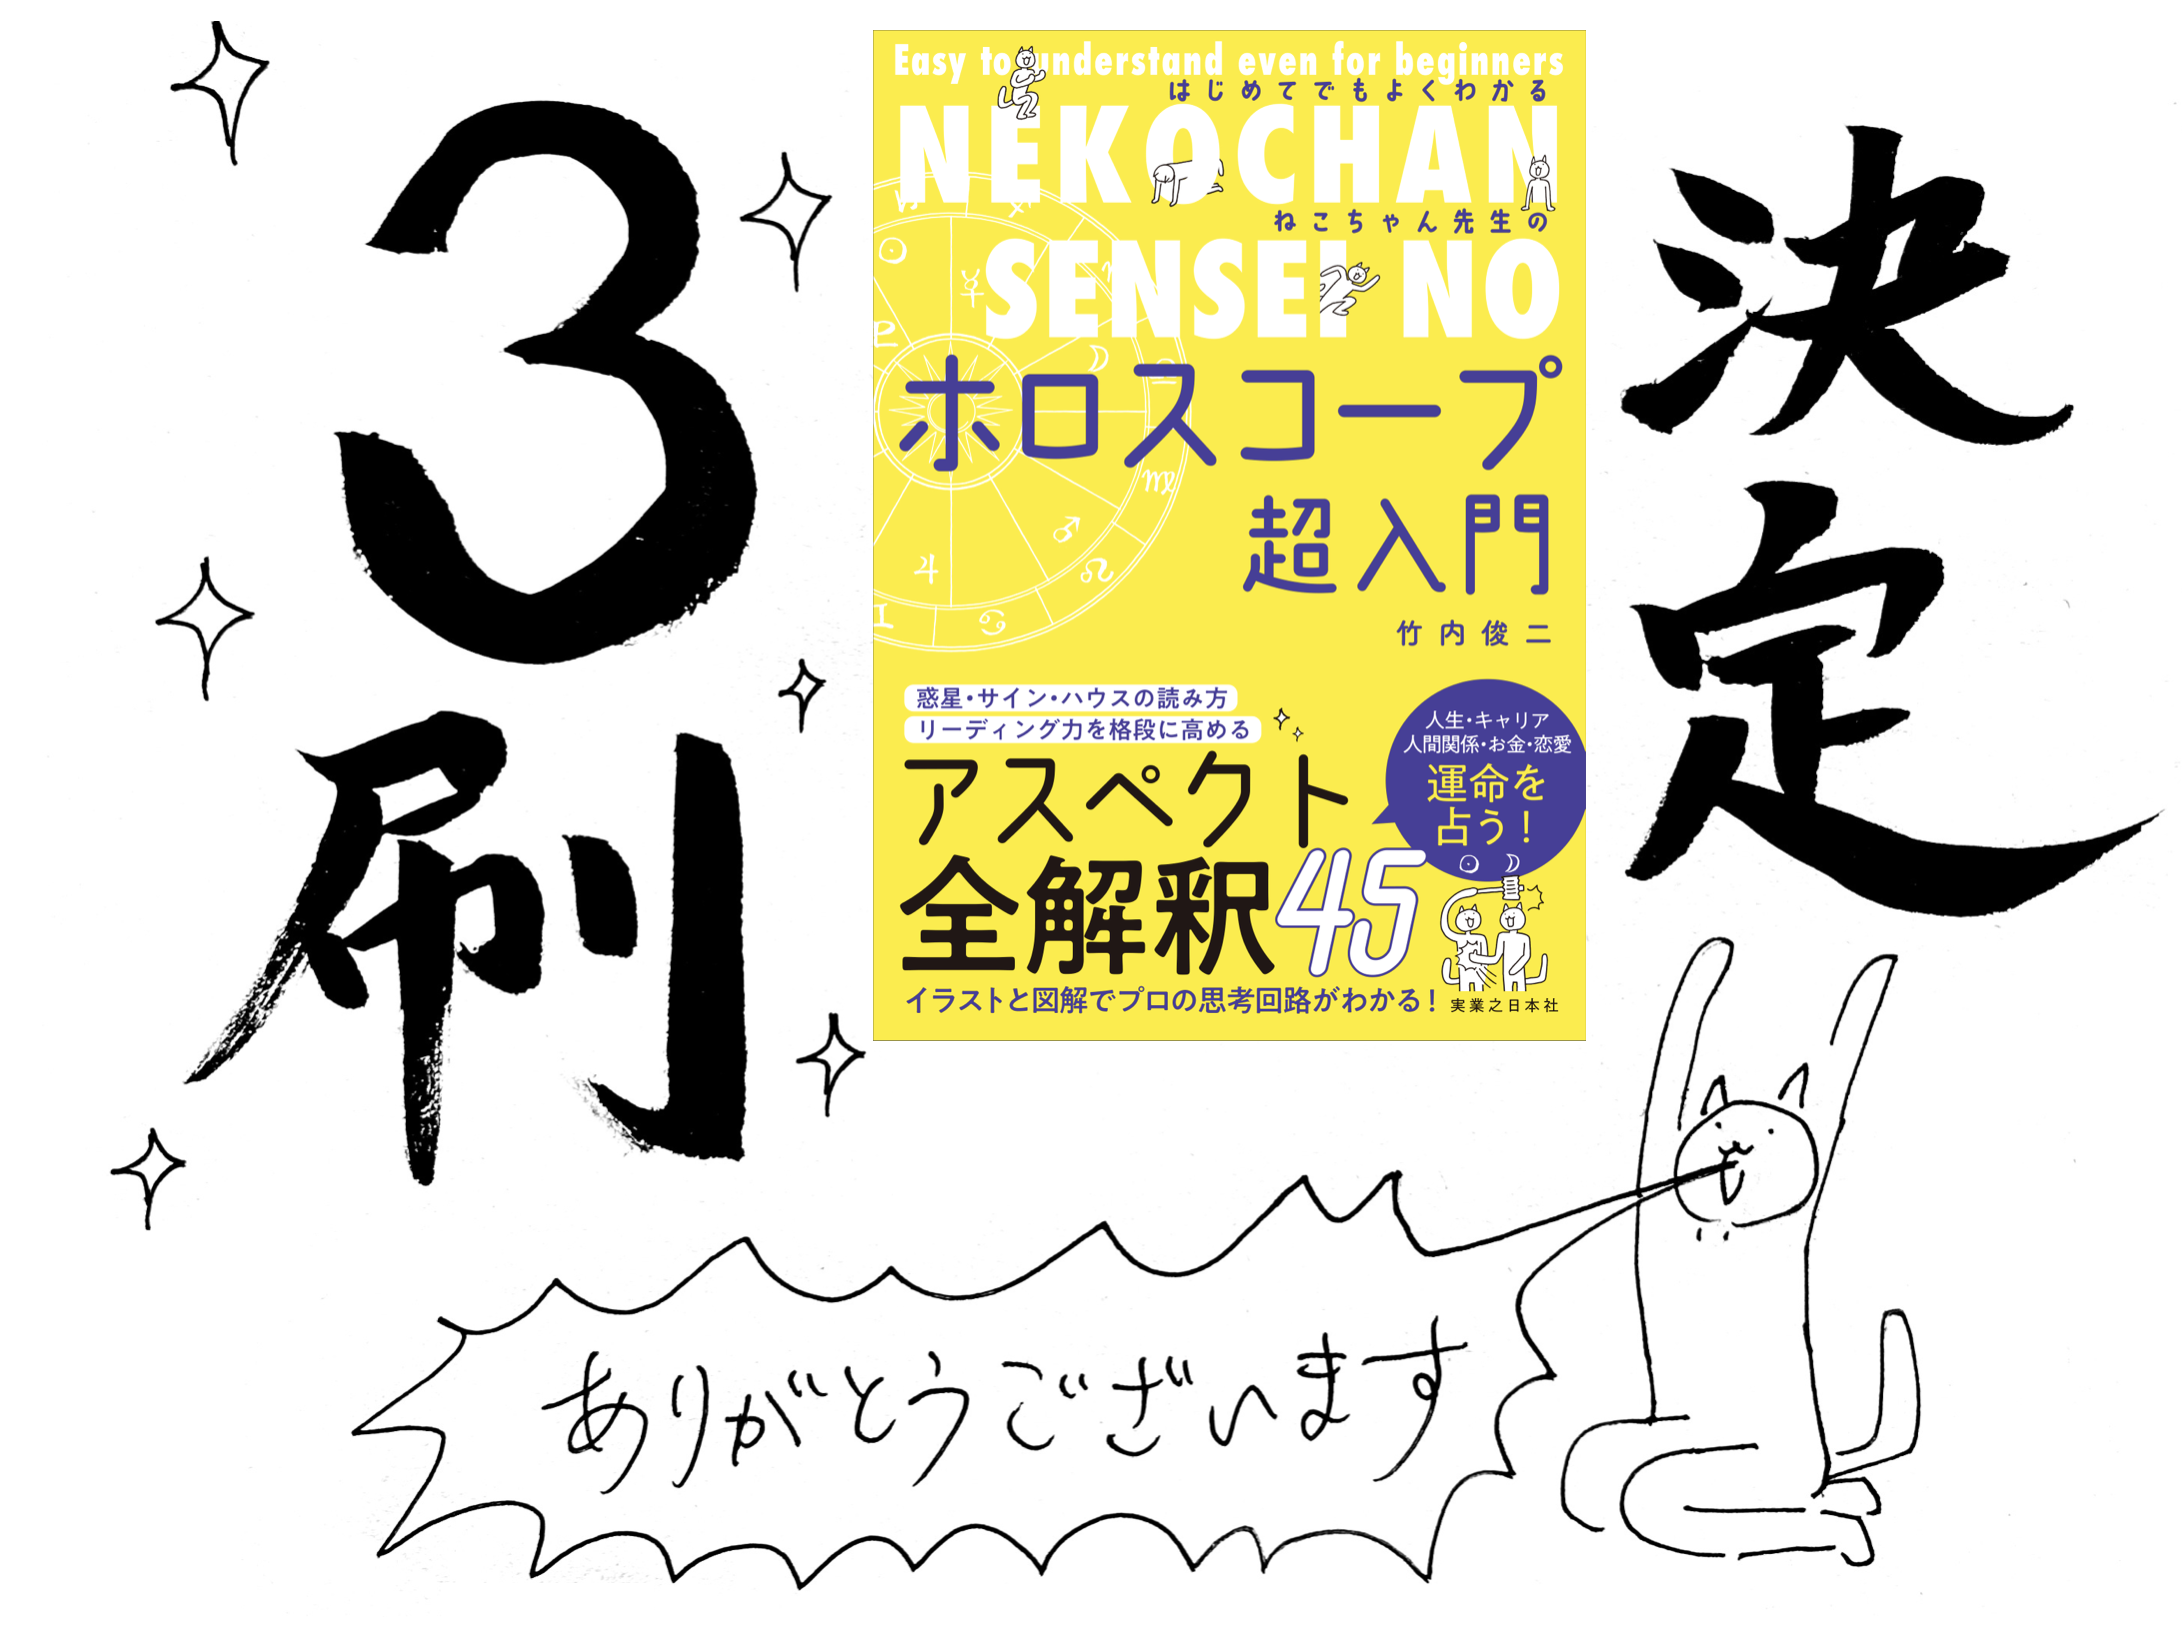 3刷
決定
Easy to understand even for beginners
はじめてでもよくわかる
NEKOCHAN
ねこちゃん先生の
SENSEI NO
ホロスコープ
超入門
竹内俊二
惑星・サイン・ハウスの読み方
リーディング力を格段に高める
アスペクト
全解釈45
人生・キャリア
人間関係・お金・恋愛
運命を
占う!
イラストと図解でプロの思考回路がわかる!
実業之日本社
ありがとうございます